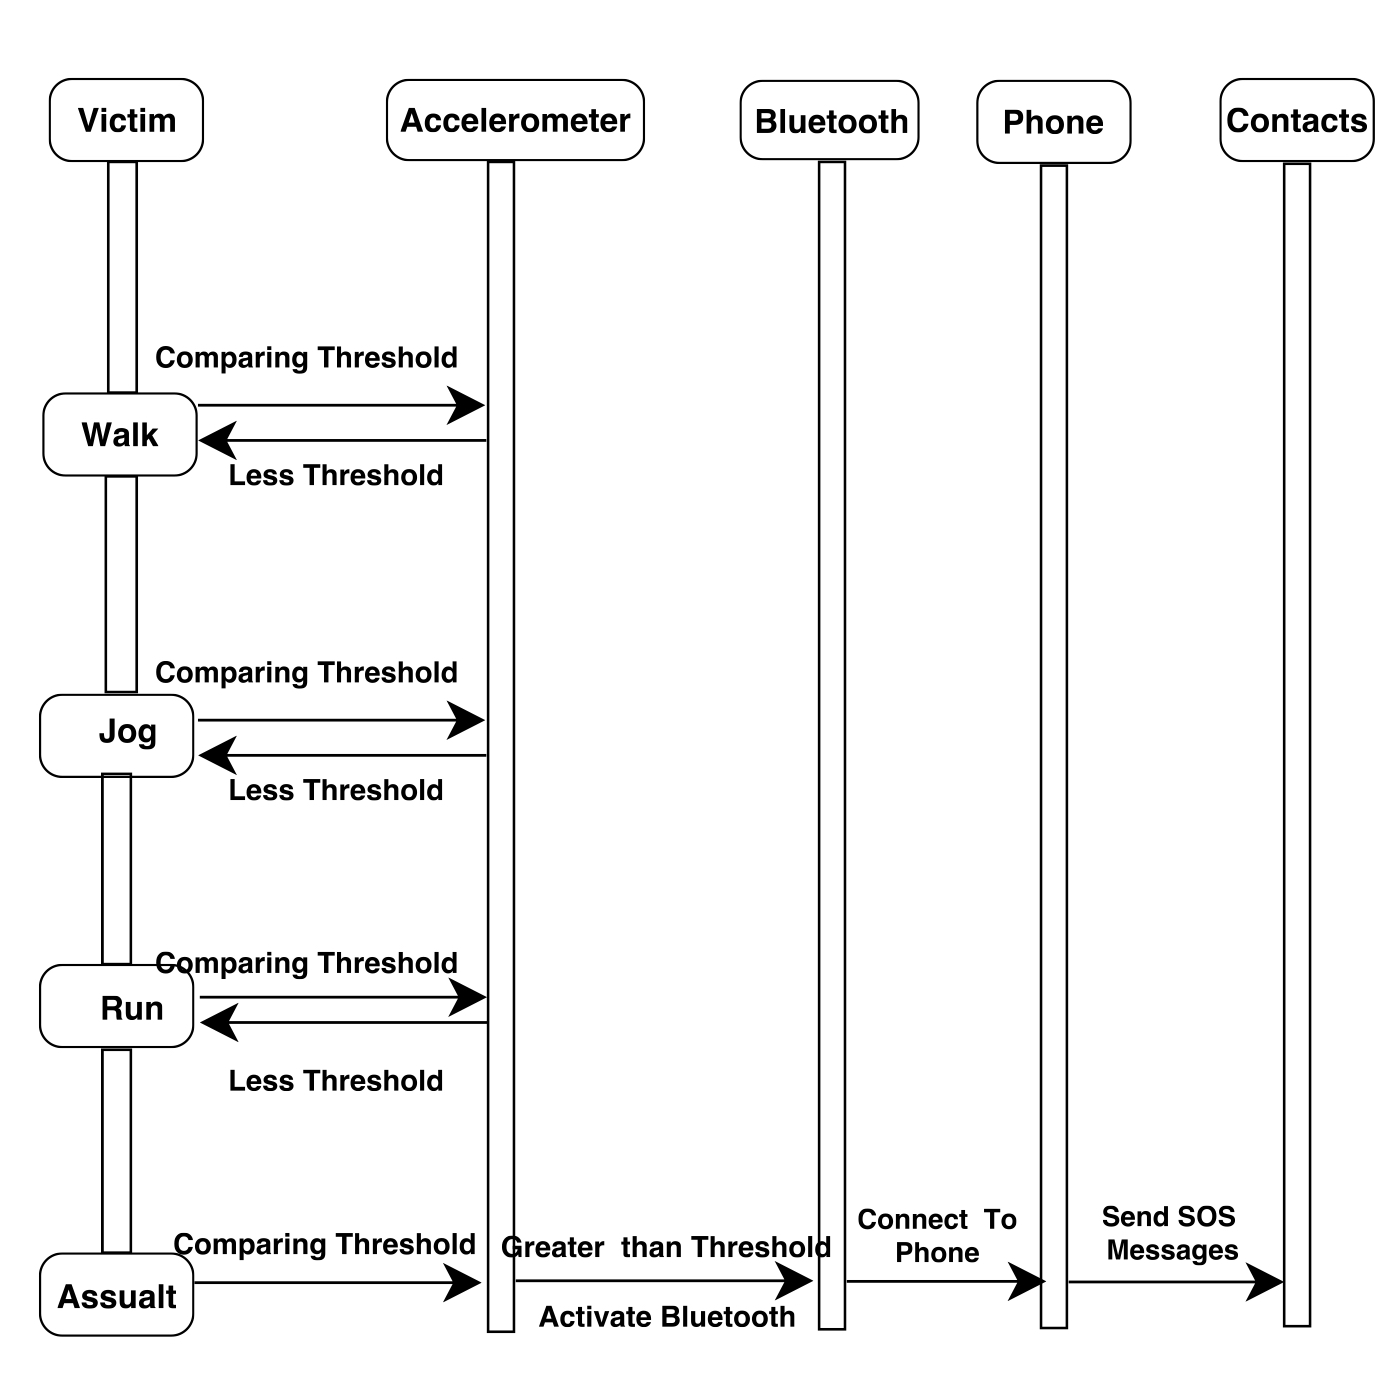 Victim
Accelerometer
Bluetooth
Phone
Contacts
Comparing Threshold
Walk
Less Threshold
Comparing Threshold
Jog
Less Threshold
Comparing Threshold
Run
Less Threshold
Comparing Threshold
Greater than Threshold
Connect To
Phone
Send SOS
Messages
Assualt
Activate Bluetooth